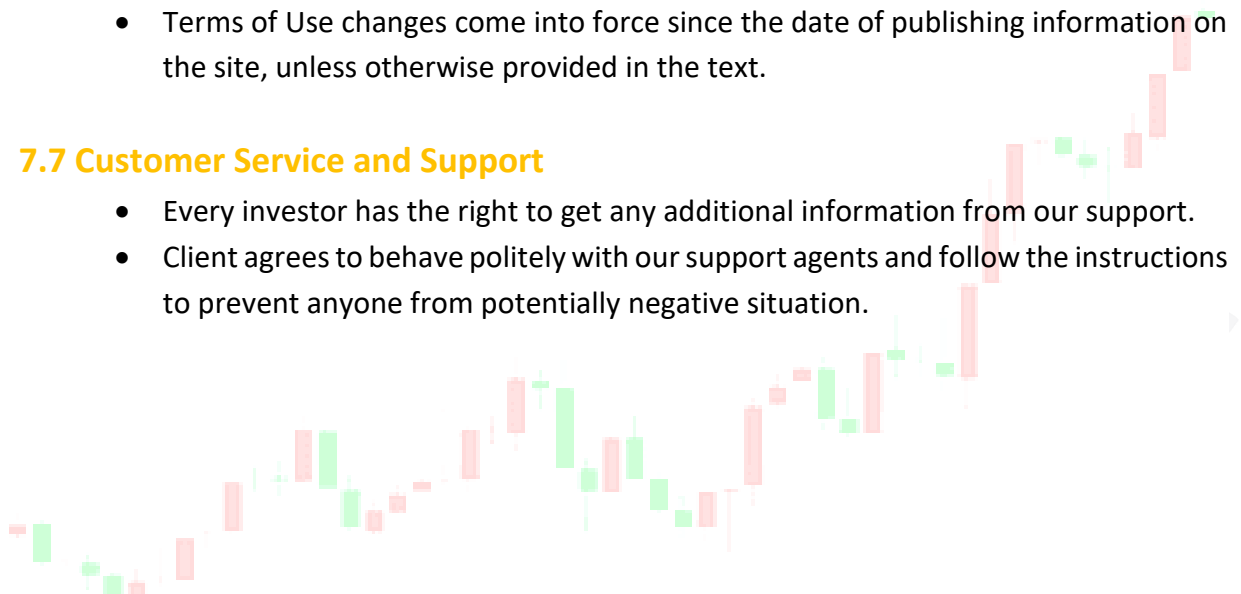 • Terms of Use changes come into force since the date of publishing information on
the site, unless otherwise provided in the text.
7.7 Customer Service and Support
• Every investor has the right to get any additional information from our support.
• Client agrees to behave politely with our support agents and follow the instructions
to prevent anyone from potentially negative situation.